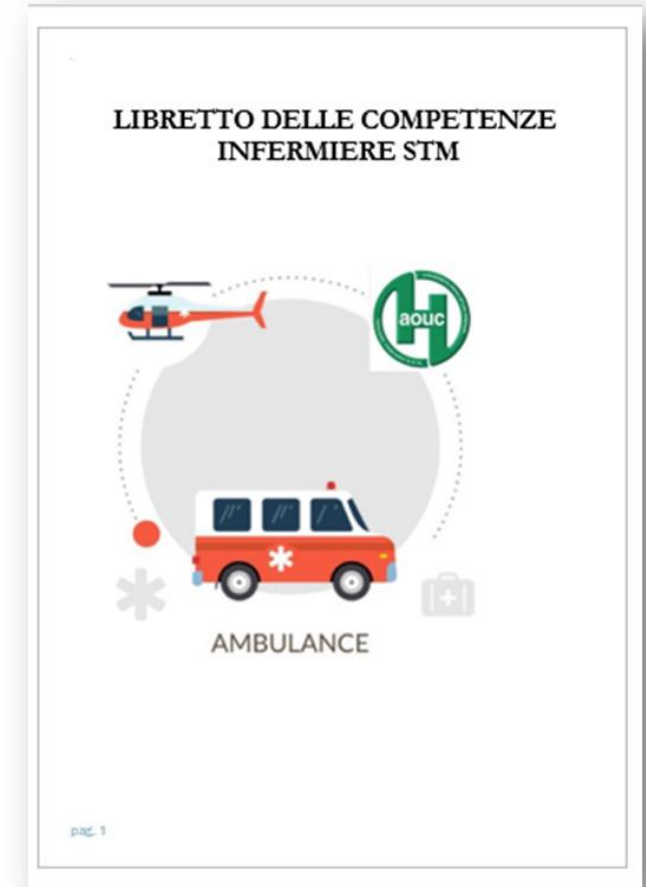 LIBRETTO DELLE COMPETENZE
INFERMIERE STM
aouc
AMBULANCE
pag. 1